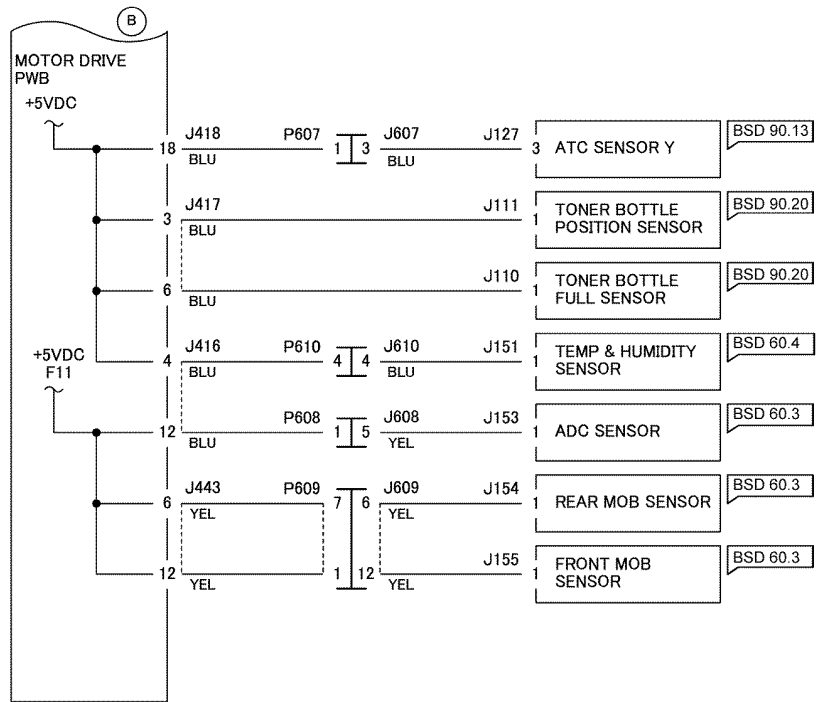 B
MOTOR DRIVE
PWB
+5VDC
18 J418 BLU P607 1 3 J607 BLU J127 3 ATC SENSOR Y BSD 90.13
3 J417 BLU J111 1 TONER BOTTLE POSITION SENSOR BSD 90.20
6 BLU J110 1 TONER BOTTLE FULL SENSOR BSD 90.20
4 J416 BLU P610 4 4 J610 BLU J151 1 TEMP & HUMIDITY SENSOR BSD 60.4
+5VDC
F11
12 BLU P608 1 5 J608 YEL J153 1 ADC SENSOR BSD 60.3
6 J443 YEL P609 7 6 J609 YEL J154 1 REAR MOB SENSOR BSD 60.3
12 YEL 1 12 YEL J155 1 FRONT MOB SENSOR BSD 60.3